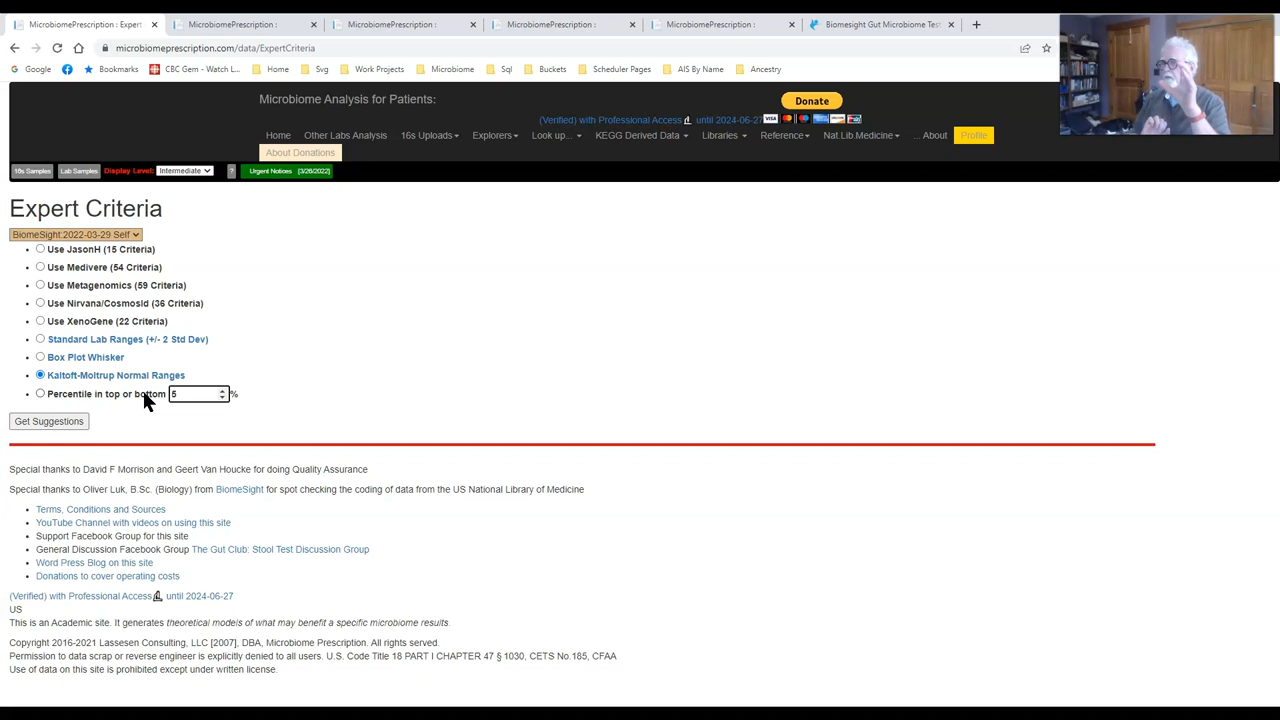 MicrobiomePrescription : Expert
MicrobiomePrescription :
MicrobiomePrescription :
MicrobiomePrescription :
MicrobiomePrescription :
Biomesight Gut Microbiome Test
microbiomeprescription.com/data/ExpertCriteria
Google Bookmarks CBC Gem - Watch L... Home Svg Work Projects Microbiome Sql Buckets Scheduler Pages AIS By Name Ancestry
Microbiome Analysis for Patients:
Donate
(Verified) with Professional Access until 2024-06-27
Home Other Labs Analysis 16s Uploads Explorers Look up... KEGG Derived Data Libraries Reference Nat.Lib.Medicine ... About Profile
About Donations
16s Samples Lab Samples Display Level: Intermediate ? Urgent Notices [3/26/2022]
Expert Criteria
BiomeSight:2022-03-29 Self
Use JasonH (15 Criteria)
Use Medivere (54 Criteria)
Use Metagenomics (59 Criteria)
Use Nirvana/CosmosId (36 Criteria)
Use XenoGene (22 Criteria)
Standard Lab Ranges (+/- 2 Std Dev)
Box Plot Whisker
Kaltoft-Moltrup Normal Ranges
Percentile in top or bottom 5 %
Get Suggestions
Special thanks to David F Morrison and Geert Van Houcke for doing Quality Assurance
Special thanks to Oliver Luk, B.Sc. (Biology) from BiomeSight for spot checking the coding of data from the US National Library of Medicine
Terms, Conditions and Sources
YouTube Channel with videos on using this site
Support Facebook Group for this site
General Discussion Facebook Group The Gut Club: Stool Test Discussion Group
Word Press Blog on this site
Donations to cover operating costs
(Verified) with Professional Access until 2024-06-27
US
This is an Academic site. It generates theoretical models of what may benefit a specific microbiome results.
Copyright 2016-2021 Lassesen Consulting, LLC [2007], DBA, Microbiome Prescription. All rights served.
Permission to data scrap or reverse engineer is explicitly denied to all users. U.S. Code Title 18 PART I CHAPTER 47 § 1030, CETS No.185, CFAA
Use of data on this site is prohibited except under written license.